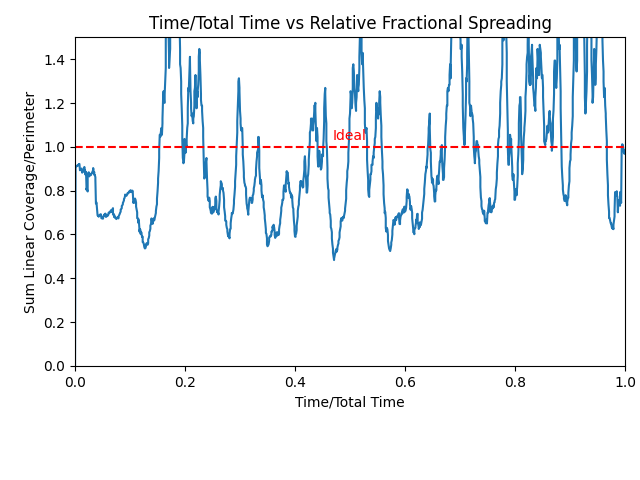 Time/Total Time vs Relative Fractional Spreading
Sum Linear Coverage/Perimeter
1.4
1.2
1.0
0.8
0.6
0.4
0.2
0.0
Ideal
0.0 0.2 0.4 0.6 0.8 1.0
Time/Total Time